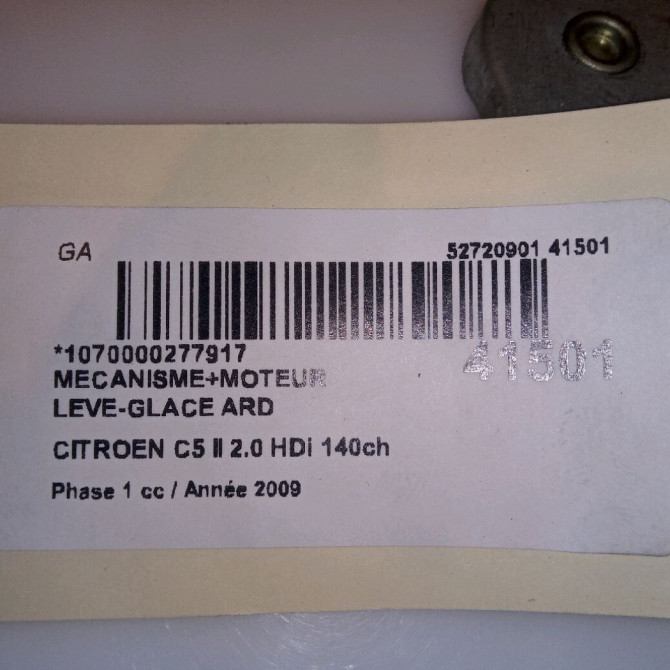 GA
52720901 41501
*1070000277917
41501
MECANISME+MOTEUR
LEVE-GLACE ARD
CITROEN C5 II 2.0 HDi 140ch
Phase 1 cc / Année 2009